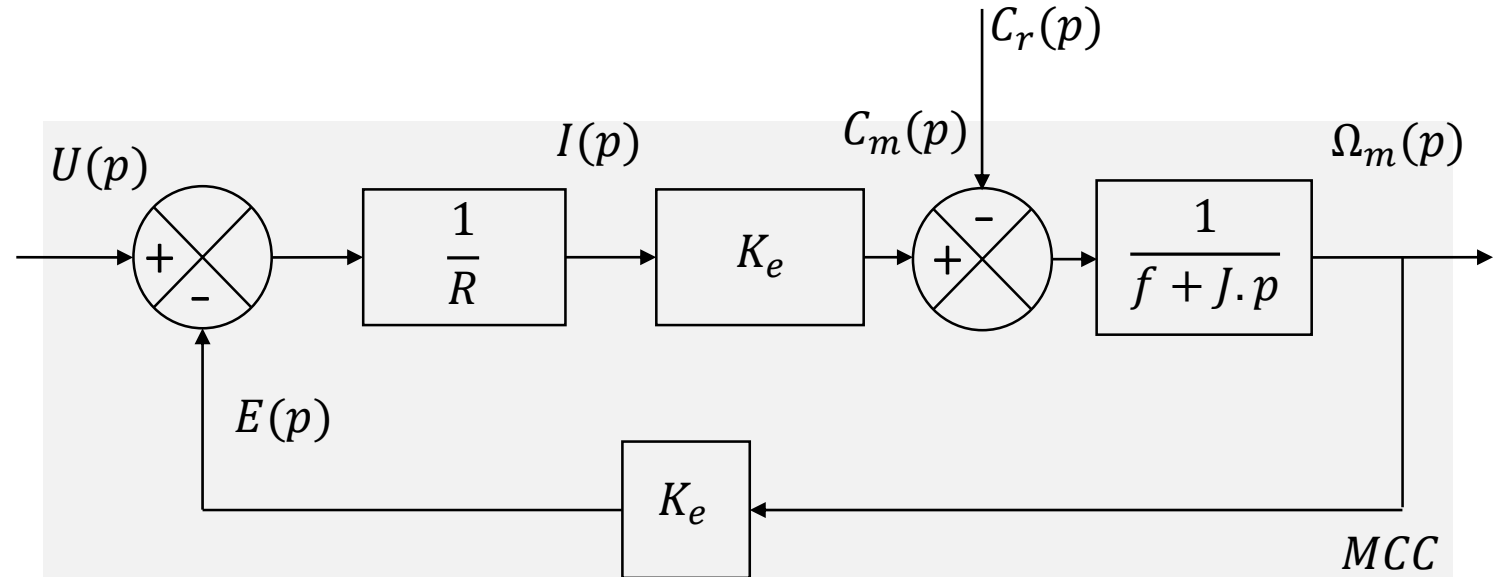 C_r(p)
U(p)
I(p)
C_m(p)
Ω_m(p)
+
-
1
R
K_e
-
+
1
f + J. p
E(p)
K_e
MCC